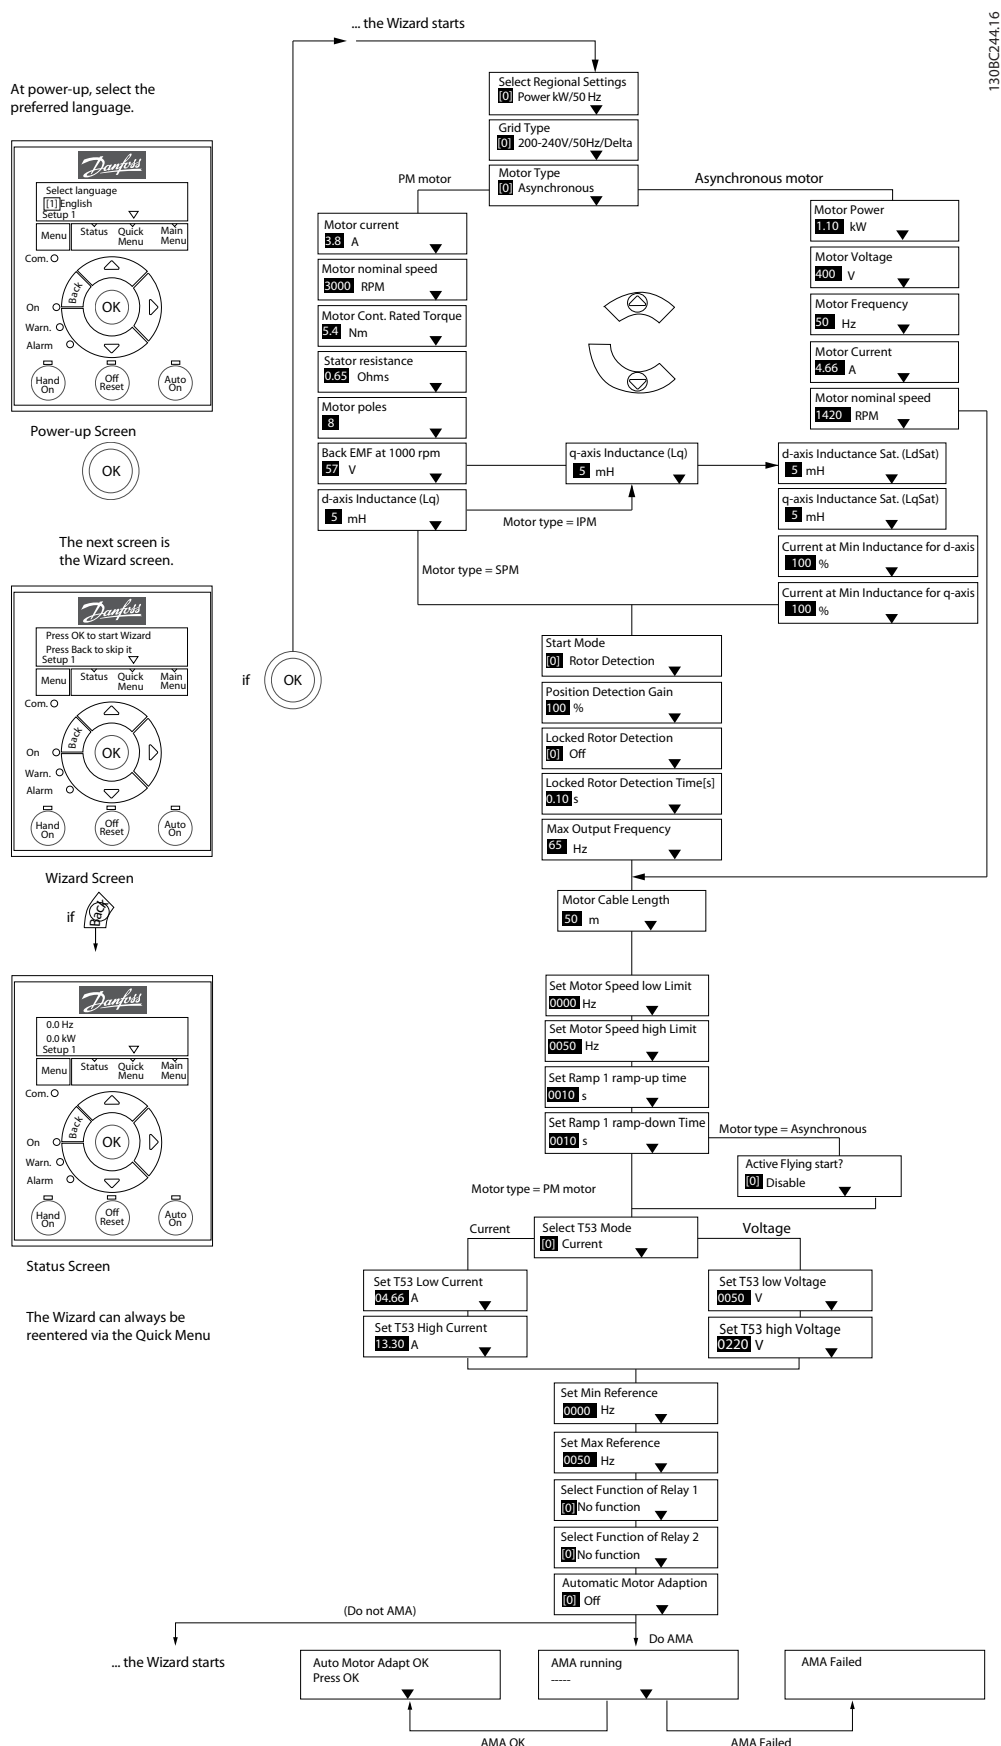 130BC244.16
... the Wizard starts
At power-up, select the
preferred language.
Danfoss
Select language
[1] English
Setup 1
Menu
Status
Quick
Menu
Main
Menu
Com.
Back
OK
On
Warn.
Alarm
Hand
On
Off
Reset
Auto
On
Power-up Screen
OK
The next screen is
the Wizard screen.
Danfoss
Press OK to start Wizard
Press Back to skip it
Setup 1
Menu
Status
Quick
Menu
Main
Menu
Com.
Back
OK
On
Warn.
Alarm
Hand
On
Off
Reset
Auto
On
Wizard Screen
if
Back
if
OK
Danfoss
0.0 Hz
0.0 kW
Setup 1
Menu
Status
Quick
Menu
Main
Menu
Com.
Back
OK
On
Warn.
Alarm
Hand
On
Off
Reset
Auto
On
Status Screen
The Wizard can always be
reentered via the Quick Menu
Select Regional Settings
[0] Power kW/50 Hz
Grid Type
[0] 200-240V/50Hz/Delta
Motor Type
[0] Asynchronous
PM motor
Asynchronous motor
Motor current
3.8 A
Motor nominal speed
3000 RPM
Motor Cont. Rated Torque
5.4 Nm
Stator resistance
0.65 Ohms
Motor poles
8
Back EMF at 1000 rpm
57 V
d-axis Inductance (Lq)
5 mH
Motor Power
1.10 kW
Motor Voltage
400 V
Motor Frequency
50 Hz
Motor Current
4.66 A
Motor nominal speed
1420 RPM
q-axis Inductance (Lq)
5 mH
Motor type = IPM
Motor type = SPM
d-axis Inductance Sat. (LdSat)
5 mH
q-axis Inductance Sat. (LqSat)
5 mH
Current at Min Inductance for d-axis
100 %
Current at Min Inductance for q-axis
100 %
Start Mode
[0] Rotor Detection
Position Detection Gain
100 %
Locked Rotor Detection
[0] Off
Locked Rotor Detection Time[s]
0.10 s
Max Output Frequency
65 Hz
Motor Cable Length
50 m
Set Motor Speed low Limit
0000 Hz
Set Motor Speed high Limit
0050 Hz
Set Ramp 1 ramp-up time
0010 s
Set Ramp 1 ramp-down Time
0010 s
Motor type = Asynchronous
Active Flying start?
[0] Disable
Motor type = PM motor
Current
Select T53 Mode
[0] Current
Voltage
Set T53 Low Current
04.66 A
Set T53 High Current
13.30 A
Set T53 low Voltage
0050 V
Set T53 high Voltage
0220 V
Set Min Reference
0000 Hz
Set Max Reference
0050 Hz
Select Function of Relay 1
[0] No function
Select Function of Relay 2
[0] No function
Automatic Motor Adaption
[0] Off
(Do not AMA)
Do AMA
... the Wizard starts
Auto Motor Adapt OK
Press OK
AMA running
-----
AMA Failed
AMA OK
AMA Failed